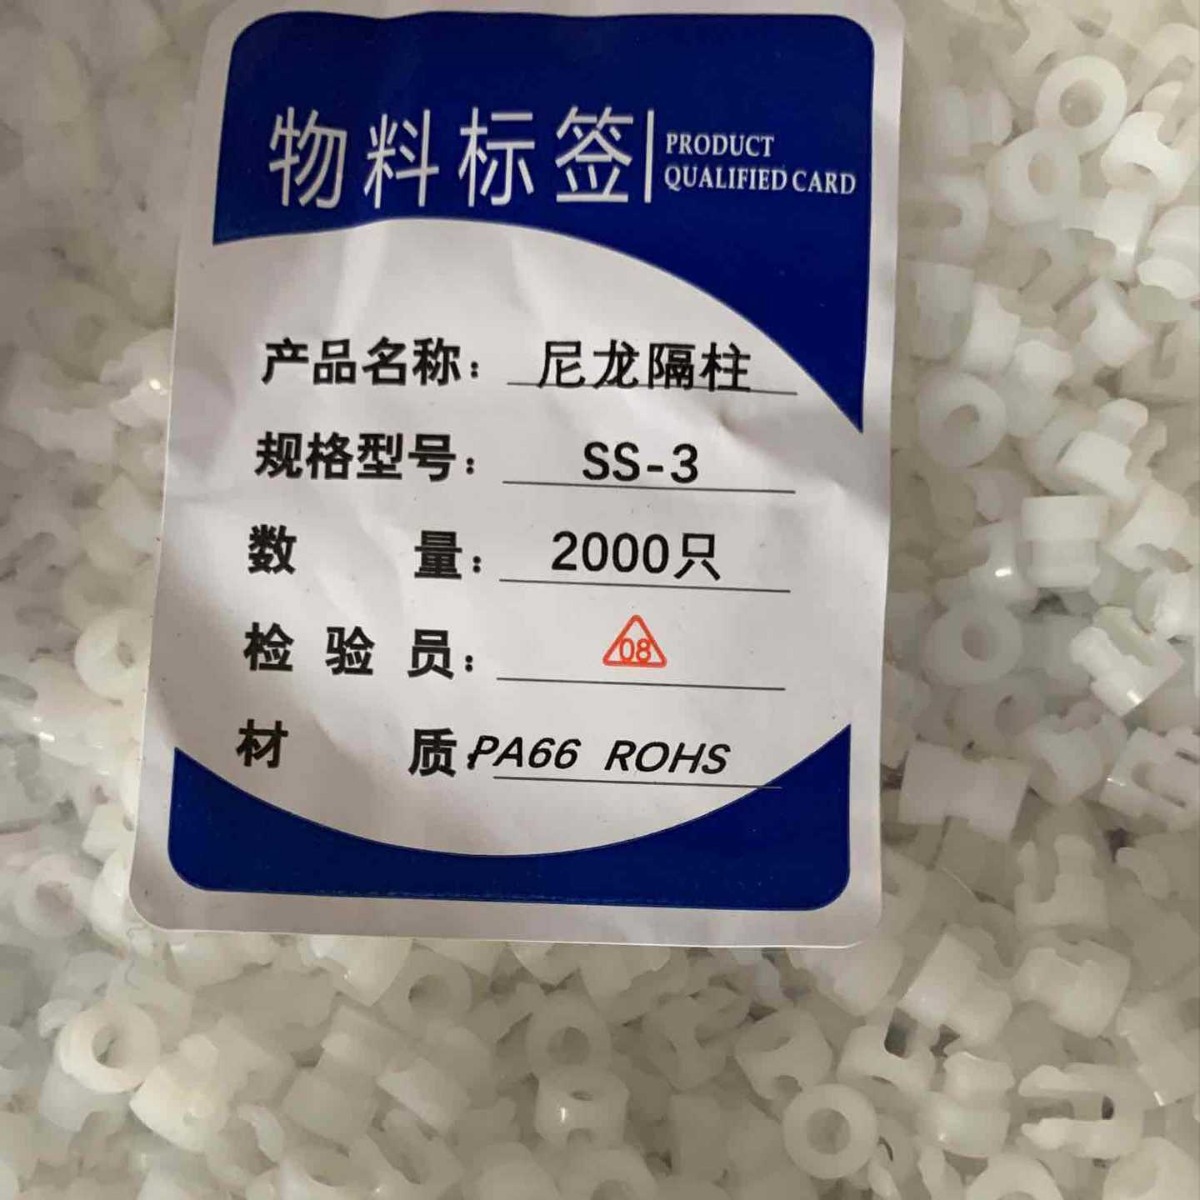 物料标签 PRODUCT
QUALIFIED CARD
产品名称： 尼龙隔柱
规格型号： SS-3
数 量： 2000只
检 验 员： 08
材 质：PA66 ROHS